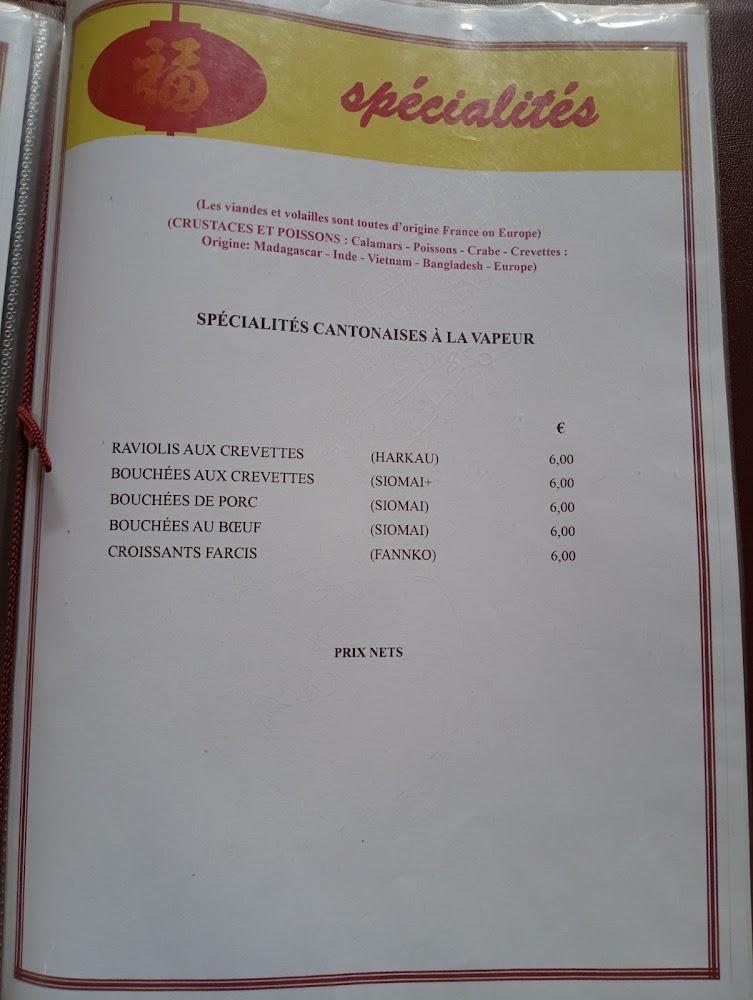 福
spécialités
(Les viandes et volailles sont toutes d'origine France ou Europe)
(CRUSTACES ET POISSONS : Calamars - Poissons - Crabe - Crevettes :
Origine: Madagascar - Inde - Vietnam - Bangladesh - Europe)
SPÉCIALITÉS CANTONAISES À LA VAPEUR
€
RAVIOLIS AUX CREVETTES (HARKAU) 6,00
BOUCHÉES AUX CREVETTES (SIOMAI+ 6,00
BOUCHÉES DE PORC (SIOMAI) 6,00
BOUCHÉES AU BŒUF (SIOMAI) 6,00
CROISSANTS FARCIS (FANNKO) 6,00
PRIX NETS